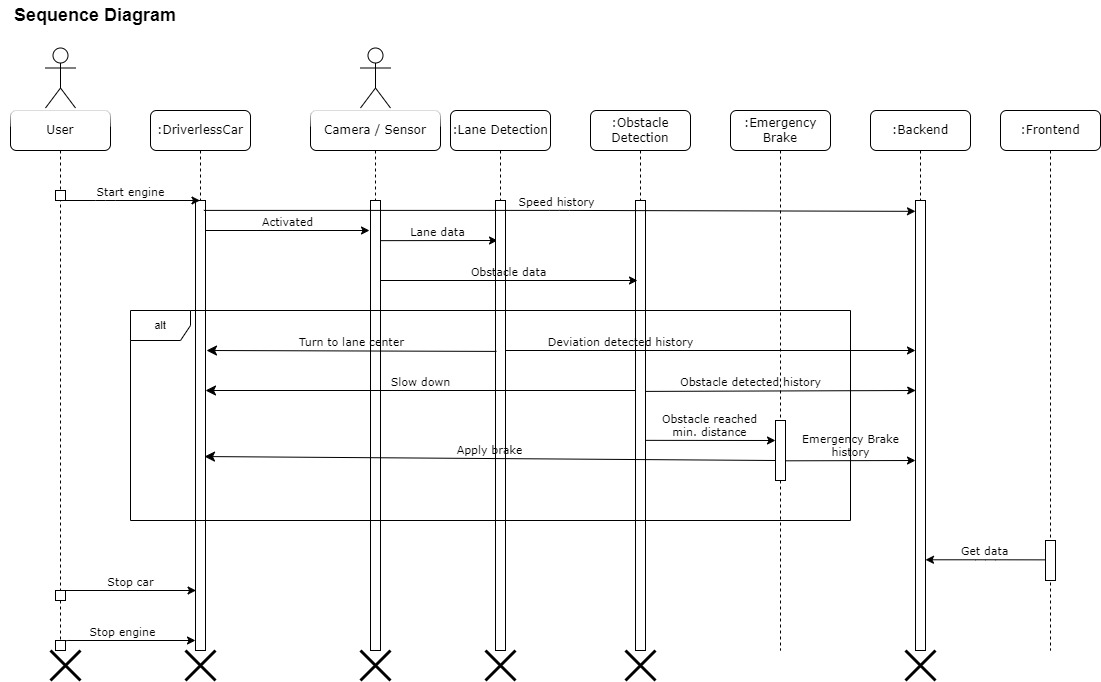 Sequence Diagram
User
:DriverlessCar
Camera / Sensor
:Lane Detection
:Obstacle
Detection
:Emergency
Brake
:Backend
:Frontend
Start engine
Speed history
Activated
Lane data
Obstacle data
alt
Turn to lane center
Deviation detected history
Slow down
Obstacle detected history
Obstacle reached
min. distance
Apply brake
Emergency Brake
history
Get data
Stop car
Stop engine